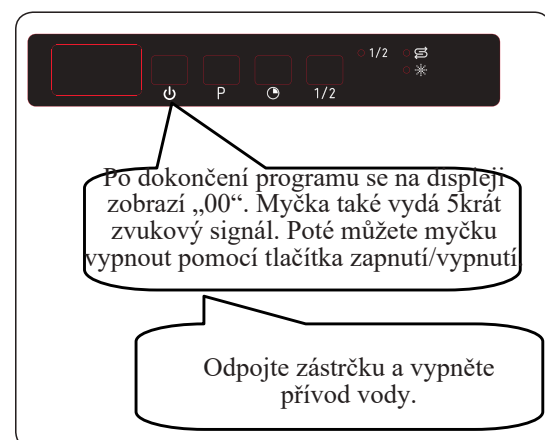 1/2
P 1/2
Po dokončení programu se na displeji
zobrazí „00“. Myčka také vydá 5krát
zvukový signál. Poté můžete myčku
vypnout pomocí tlačítka zapnutí/vypnutí
Odpojte zástrčku a vypněte
přívod vody.